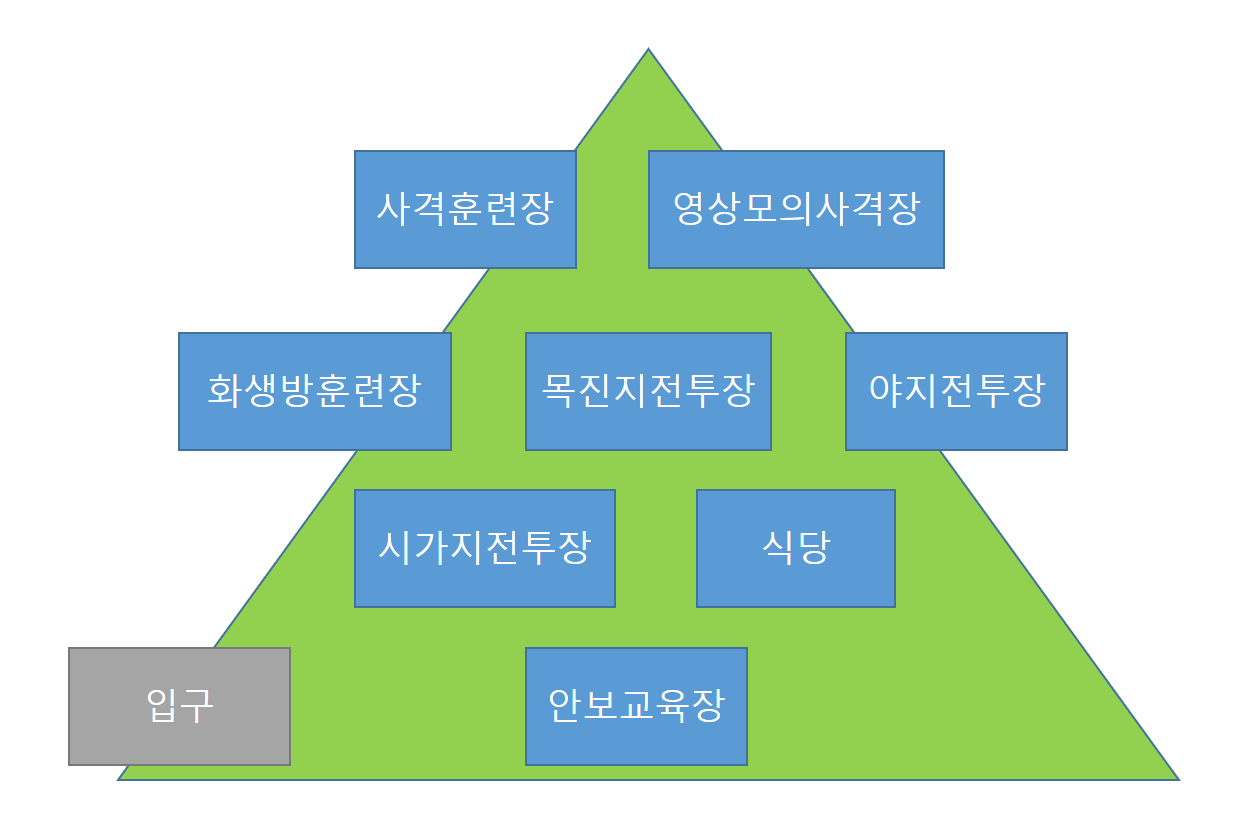 사격훈련장
영상모의사격장
화생방훈련장
목진지전투장
야지전투장
시가지전투장
식당
입구
안보교육장